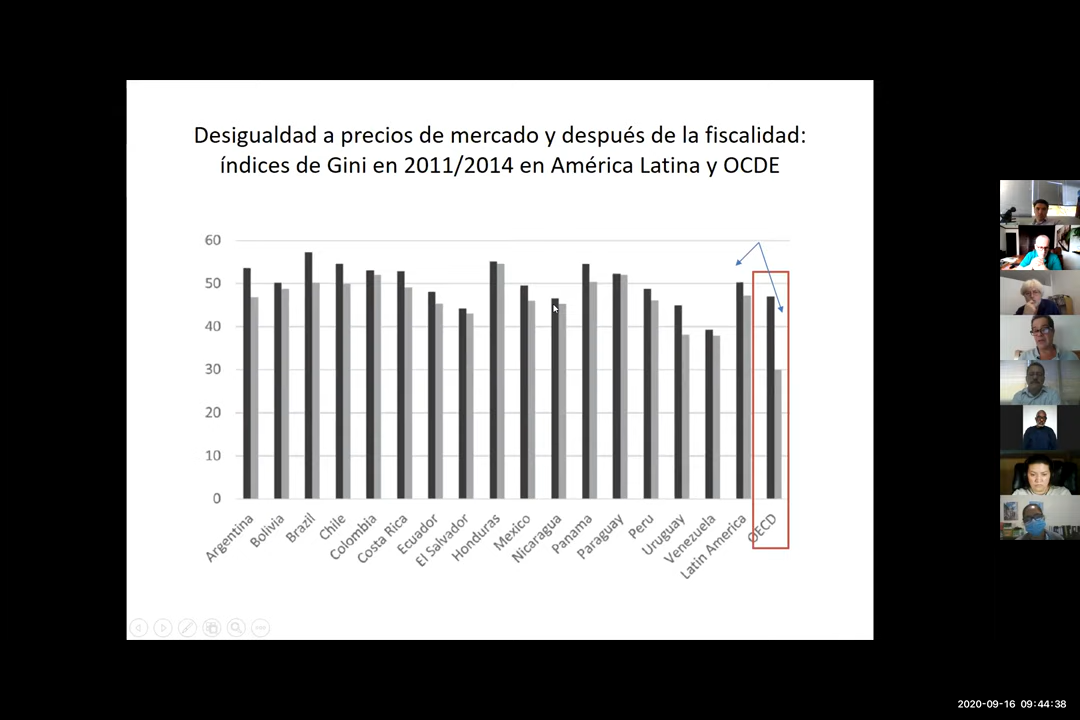 Desigualdad a precios de mercado y después de la fiscalidad:
índices de Gini en 2011/2014 en América Latina y OCDE
60
50
40
30
20
10
0
Argentina
Bolivia
Brazil
Chile
Colombia
Costa Rica
Ecuador
El Salvador
Honduras
Mexico
Nicaragua
Panama
Paraguay
Peru
Uruguay
Venezuela
Latin America
OECD
2020-09-16 09:44:38